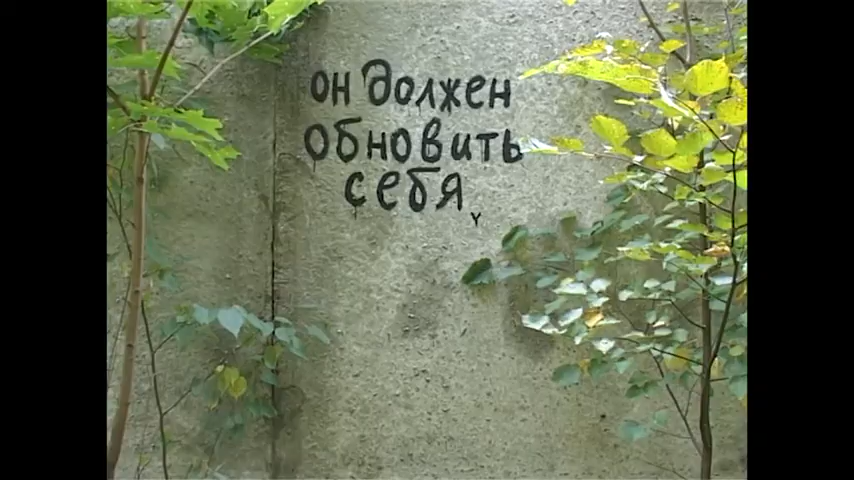 он должен
обновить
себя